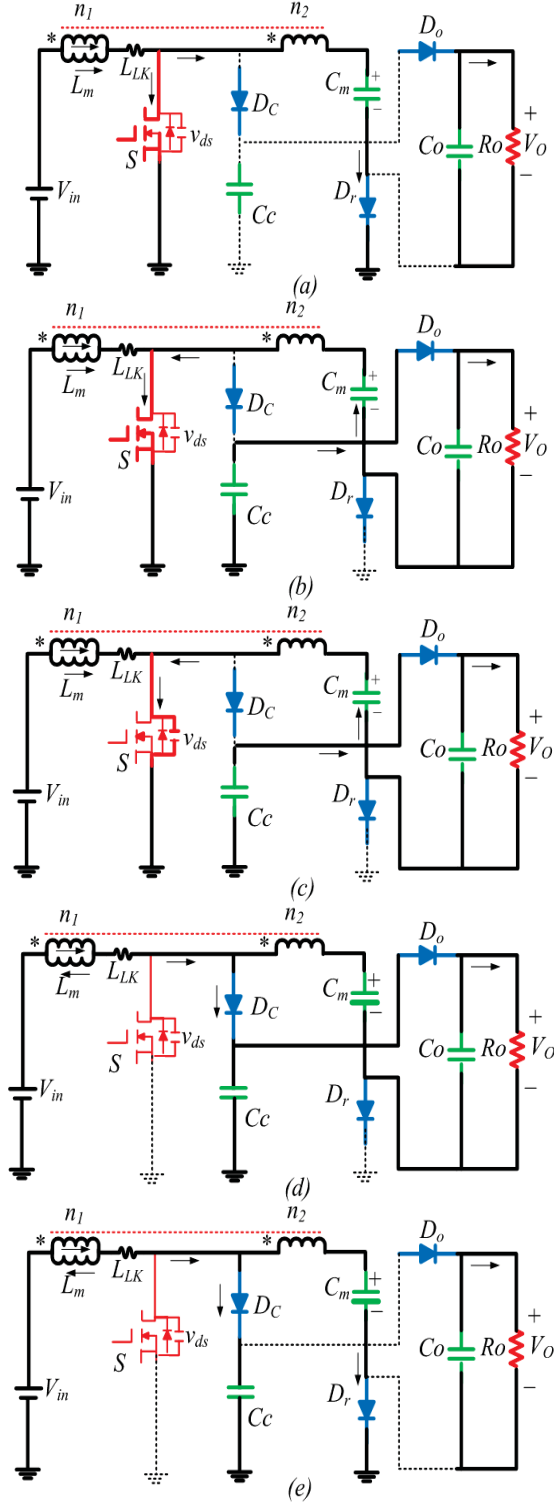 n1 n2 Do
* * Cm + −
Lm LLK
DC Co Ro + VO −
S vds
Vin Cc Dr
(a)
n1 n2 Do
* * Cm + −
Lm LLK
DC Co Ro + VO −
S vds
Vin Cc Dr
(b)
n1 n2 Do
* * Cm + −
Lm LLK
DC Co Ro + VO −
S vds
Vin Cc Dr
(c)
n1 n2 Do
* * Cm + −
Lm LLK
DC Co Ro + VO −
S vds
Vin Cc Dr
(d)
n1 n2 Do
* * Cm + −
Lm LLK
DC Co Ro + VO −
S vds
Vin Cc Dr
(e)